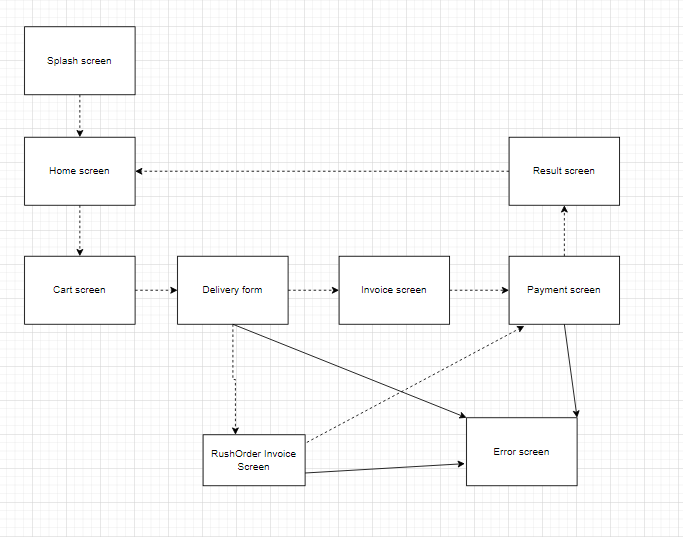 Splash screen
Home screen
Result screen
Cart screen
Delivery form
Invoice screen
Payment screen
RushOrder Invoice
Screen
Error screen